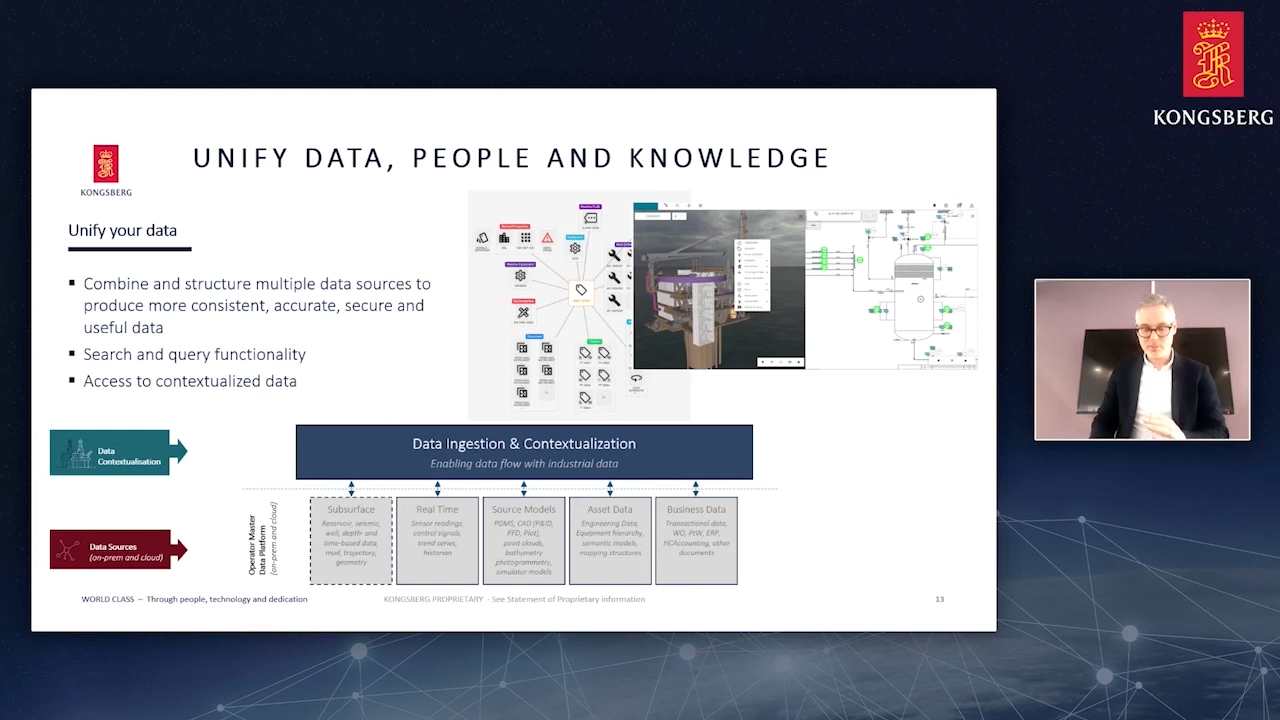 KONGSBERG
UNIFY DATA, PEOPLE AND KNOWLEDGE
KONGSBERG
Unify your data
Combine and structure multiple data sources to
produce more consistent, accurate, secure and
useful data
Search and query functionality
Access to contextualized data
Data
Contextualisation
Data Ingestion & Contextualization
Enabling data flow with industrial data
Data Sources
(on-prem and cloud)
Operator Master
Data Platform
(on-prem and cloud)
Subsurface
Reservoir, seismic,
well, depth- and
time-based data,
mud, trajectory,
geometry
Real Time
Sensor readings,
control signals,
trend series,
historian
Source Models
PDMS, CAD (P&ID,
PFD, Plot),
point clouds,
bathymetry
photogrammetry,
simulator models
Asset Data
Engineering Data,
Equipment hierarchy,
semantic models,
mapping structures
Business Data
Transactional data,
WO, PtW, ERP,
HCAccounting, other
documents
WORLD CLASS – Through people, technology and dedication
KONGSBERG PROPRIETARY - See Statement of Proprietary information
13